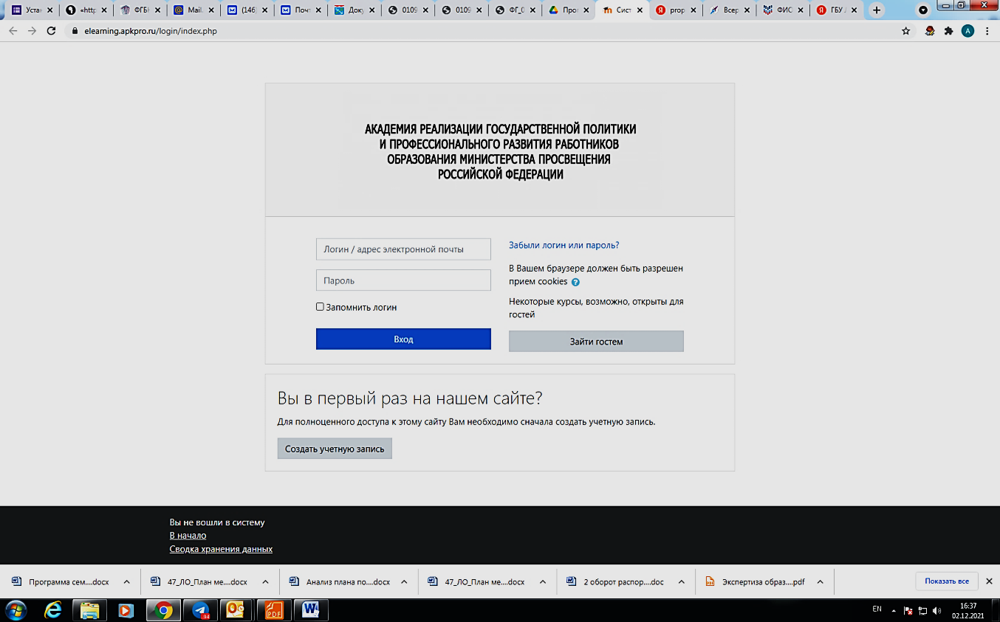 Уста
«http
ФГБН
Mail.
(146)
Почт
Доку
0109
0109
ФГ_0
Прог
Сист
prop
Всер
ФИС
ГБУ Л
elearning.apkpro.ru/login/index.php
А
АКАДЕМИЯ РЕАЛИЗАЦИИ ГОСУДАРСТВЕННОЙ ПОЛИТИКИ
И ПРОФЕССИОНАЛЬНОГО РАЗВИТИЯ РАБОТНИКОВ
ОБРАЗОВАНИЯ МИНИСТЕРСТВА ПРОСВЕЩЕНИЯ
РОССИЙСКОЙ ФЕДЕРАЦИИ
Логин / адрес электронной почты
Пароль
Запомнить логин
Вход
Забыли логин или пароль?
В Вашем браузере должен быть разрешен
прием cookies
Некоторые курсы, возможно, открыты для
гостей
Зайти гостем
Вы в первый раз на нашем сайте?
Для полноценного доступа к этому сайту Вам необходимо сначала создать учетную запись.
Создать учетную запись
Вы не вошли в систему
В начало
Сводка хранения данных
Программа сем....docx
47_ЛО_План ме....docx
Анализ плана по....docx
47_ЛО_План ме....docx
2 оборот распор....doc
Экспертиза образ....pdf
Показать все
94
PDF
EN
16:37
02.12.2021